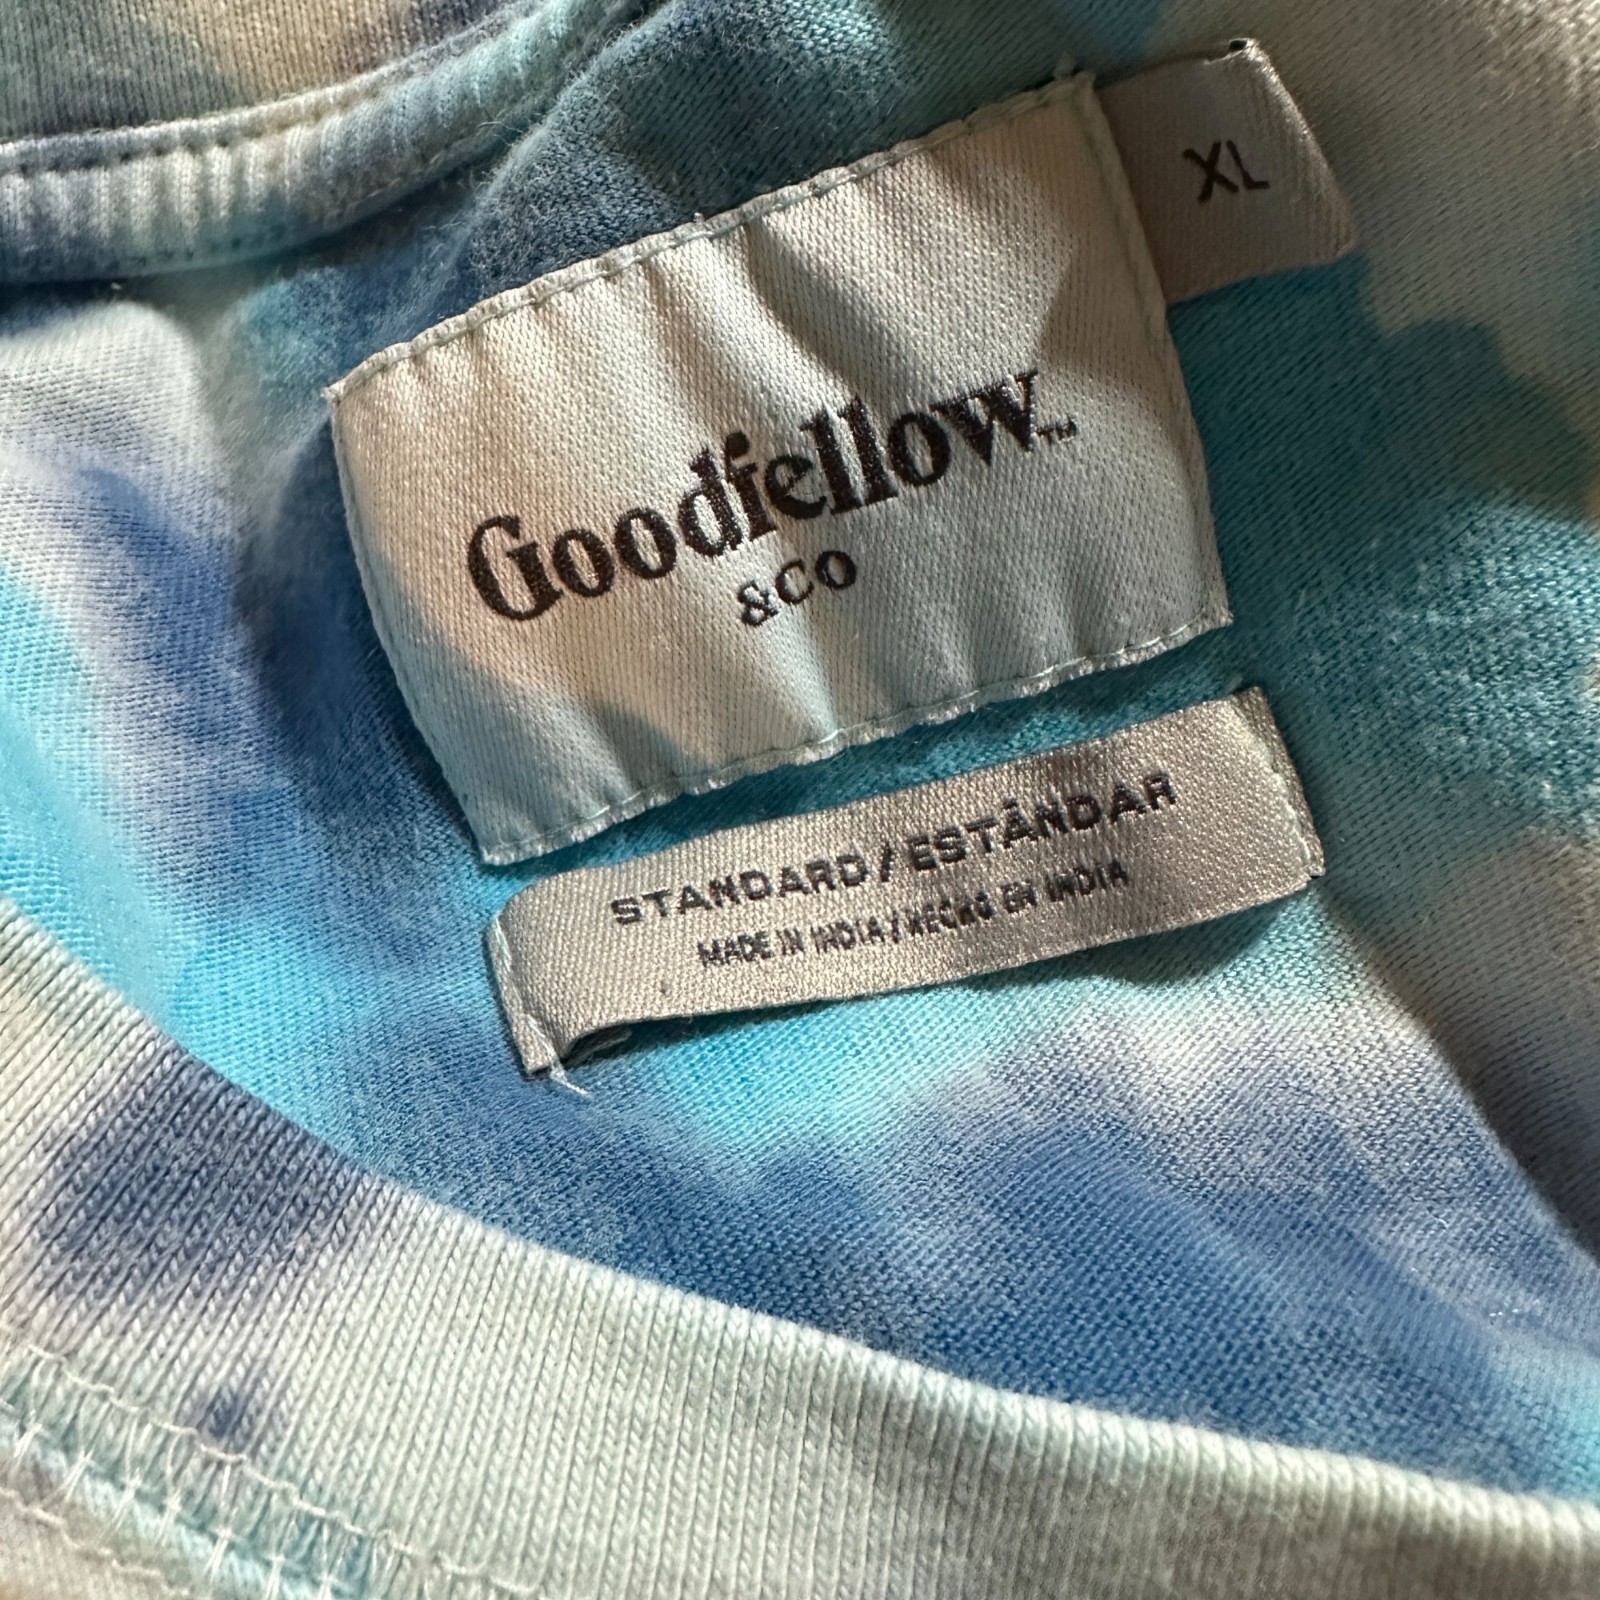 XL
Goodfellow™
&CO
STANDARD/ESTÁNDAR
MADE IN INDIA/HECHO EN INDIA